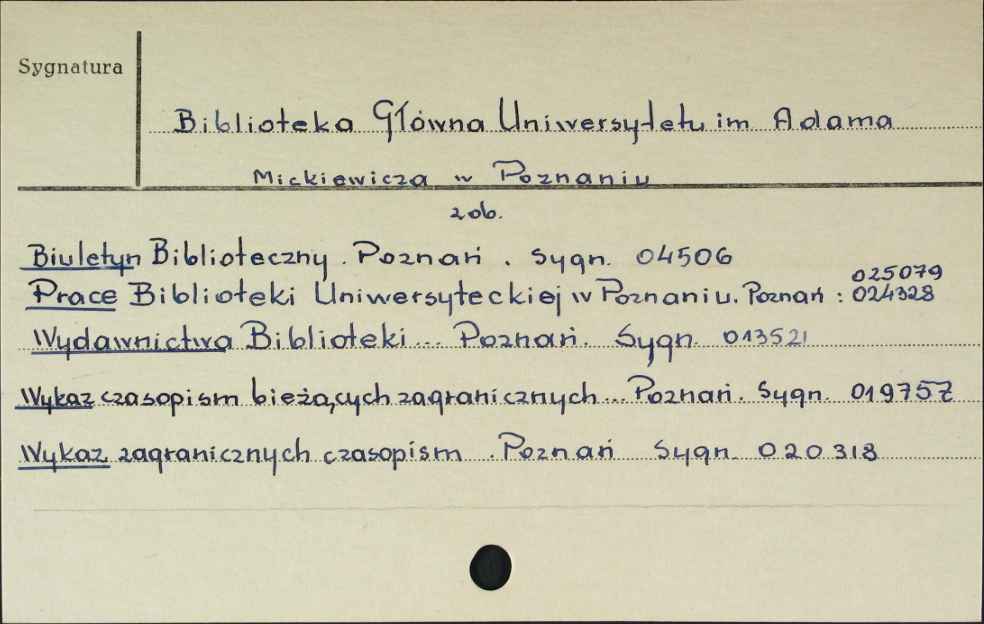 Sygnatura
Biblioteka Główna Uniwersytetu im Adama
Mickiewicza w Poznaniu
zob.
Biuletyn Biblioteczny. Poznań. Sygn. 04506
025079
Prace Biblioteki Uniwersyteckiej w Poznaniu. Poznań: 024328
Wydawnictwa Biblioteki... Poznań. Sygn. 013521
Wykaz czasopism bieżących zagranicznych... Poznań. Sygn. 019757
Wykaz zagranicznych czasopism. Poznań Sygn. 020318